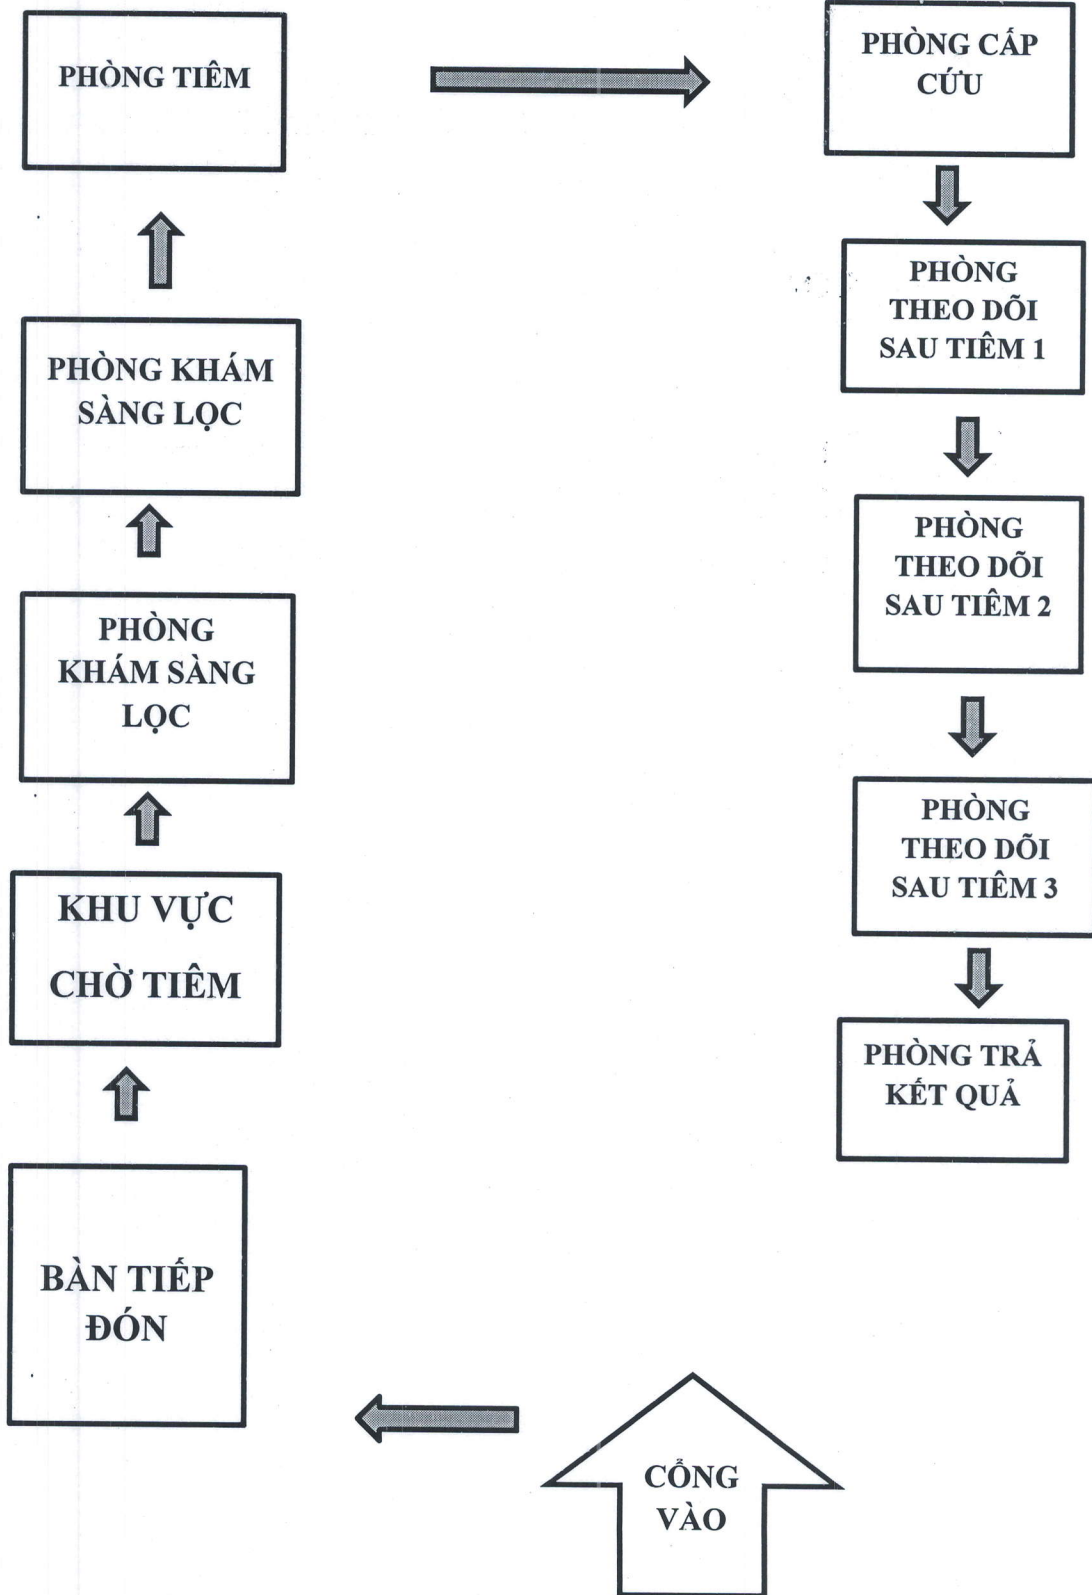 PHÒNG TIÊM
PHÒNG KHÁM
SÀNG LỌC
PHÒNG
KHÁM SÀNG
LỌC
KHU VỰC
CHỜ TIÊM
BÀN TIẾP
ĐÓN
CỔNG
VÀO
PHÒNG CẤP
CỨU
PHÒNG
THEO DÕI
SAU TIÊM 1
PHÒNG
THEO DÕI
SAU TIÊM 2
PHÒNG
THEO DÕI
SAU TIÊM 3
PHÒNG TRẢ
KẾT QUẢ